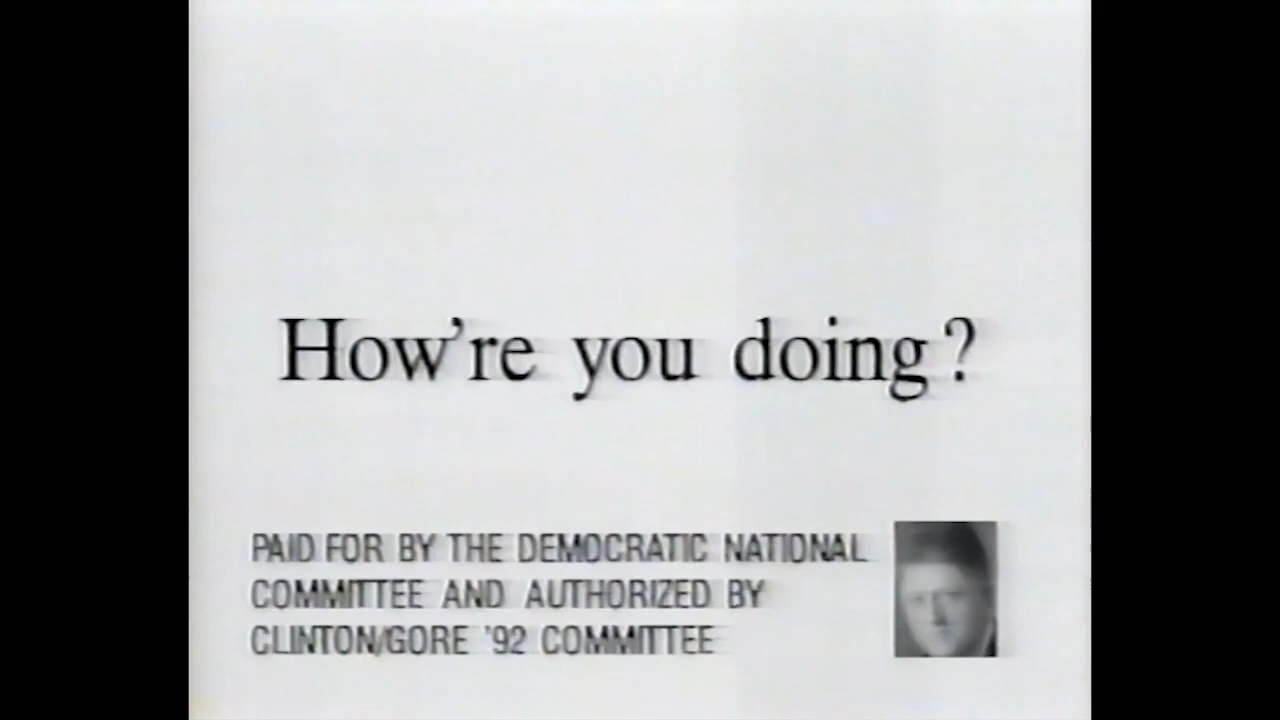 How're you doing?
PAID FOR BY THE DEMOCRATIC NATIONAL
COMMITTEE AND AUTHORIZED BY
CLINTON/GORE '92 COMMITTEE